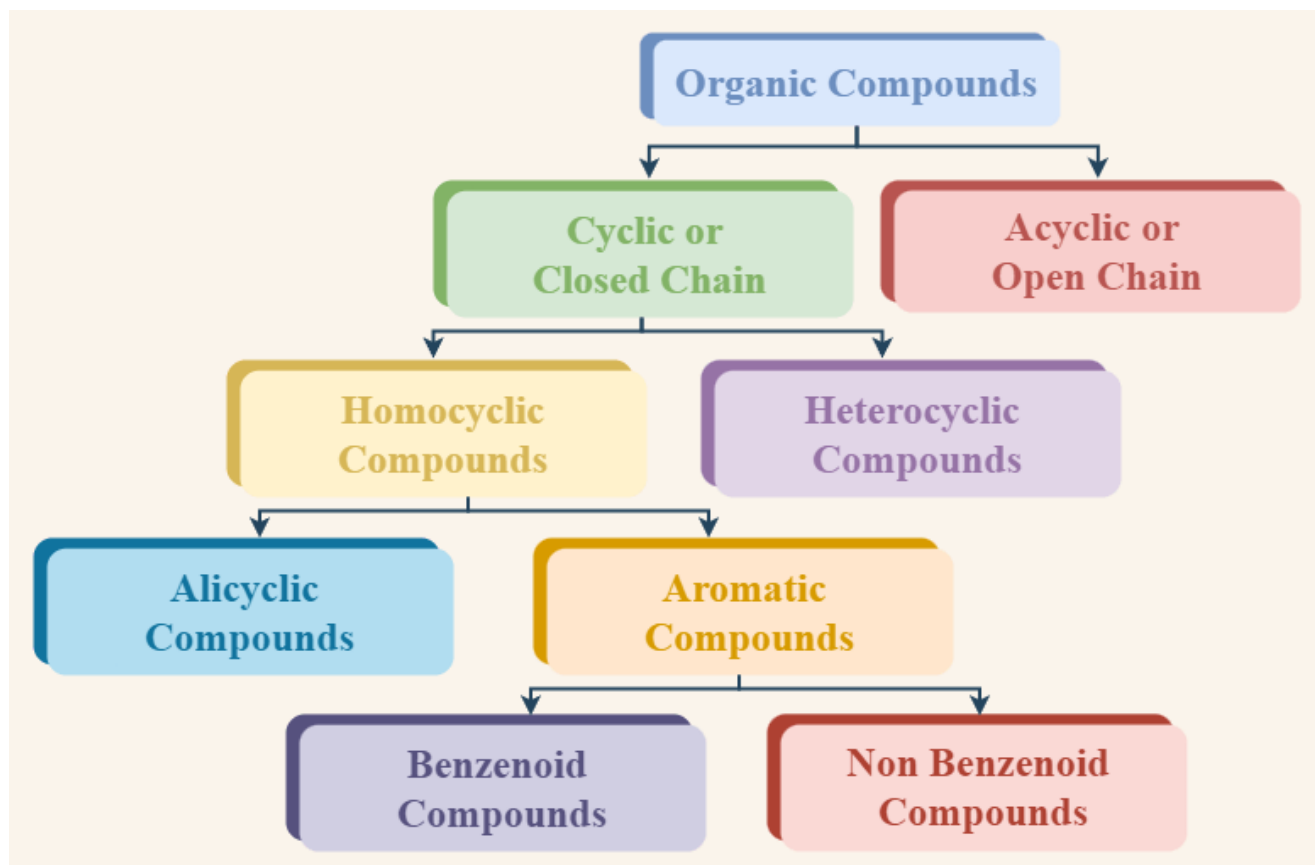 Organic Compounds
Cyclic or
Closed Chain
Acyclic or
Open Chain
Homocyclic
Compounds
Heterocyclic
Compounds
Alicyclic
Compounds
Aromatic
Compounds
Benzenoid
Compounds
Non Benzenoid
Compounds